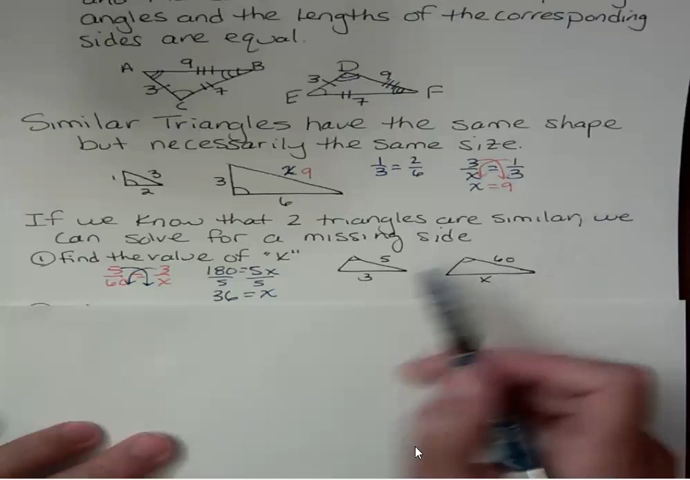 angles and the lengths of the corresponding
sides are equal.
A 9 B 3 7 C
D 3 9 E 7 F
Similar Triangles have the same shape
but necessarily the same size.
1 3 2
3 x 9 6
1/3 = 2/6
3/x = 1/3
x = 9
If we know that 2 triangles are similar, we
can solve for a missing side
① find the value of "x"
5/60 = 3/x
180 = 5x
5 5
36 = x
5 3
60 x